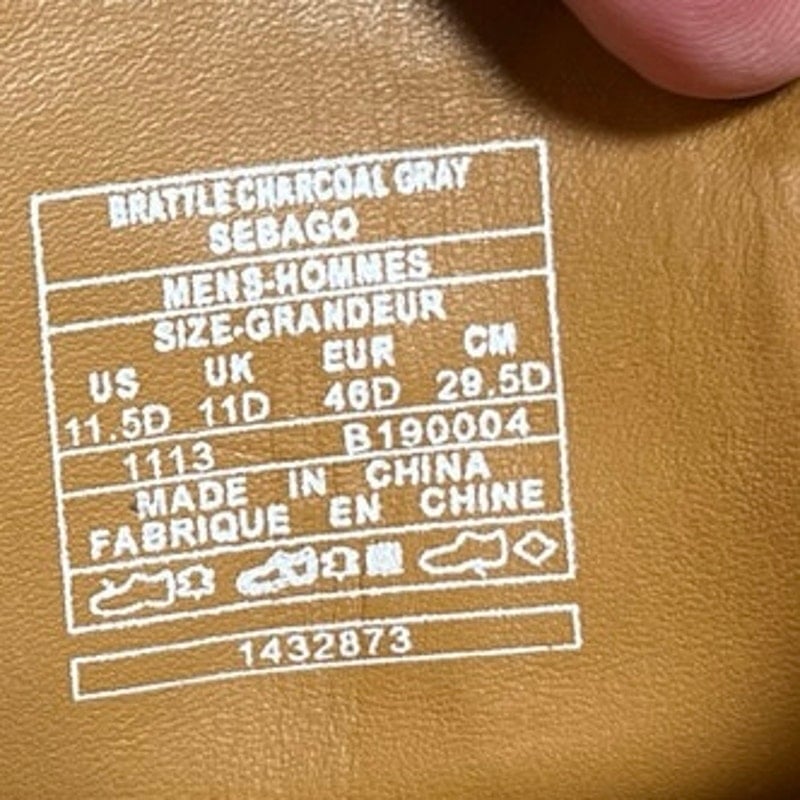 BRATTLE CHARCOAL GRAY
SEBAGO
MENS-HOMMES
SIZE-GRANDEUR
US UK EUR CM
11.5D 11D 46D 29.5D
1113 B190004
MADE IN CHINA
FABRIQUE EN CHINE
1432873